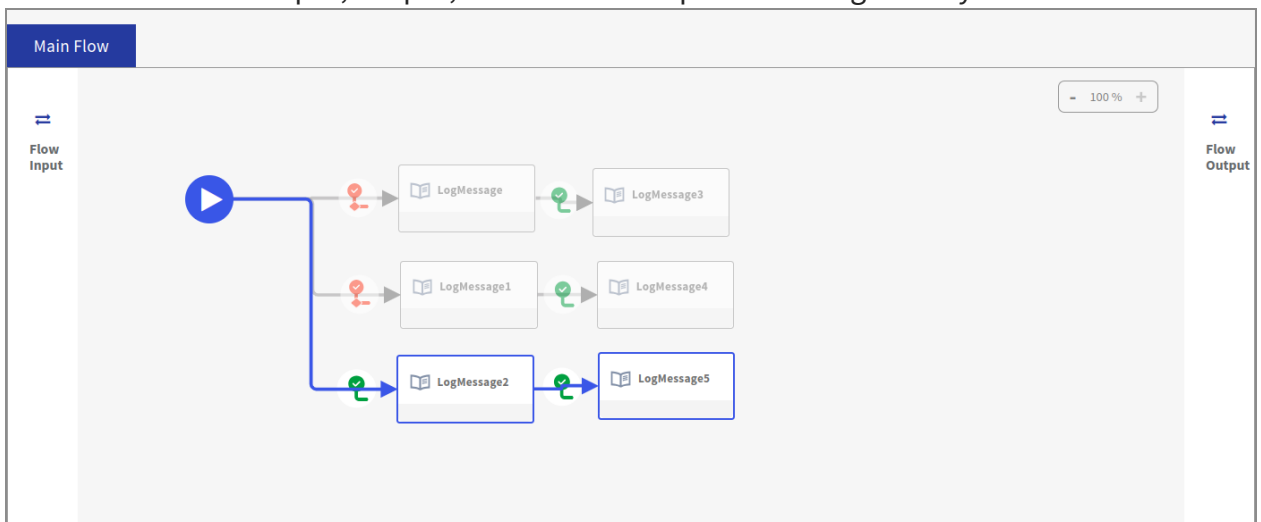 Main Flow
- 100 % +
Flow
Input
Flow
Output
LogMessage
LogMessage3
LogMessage1
LogMessage4
LogMessage2
LogMessage5